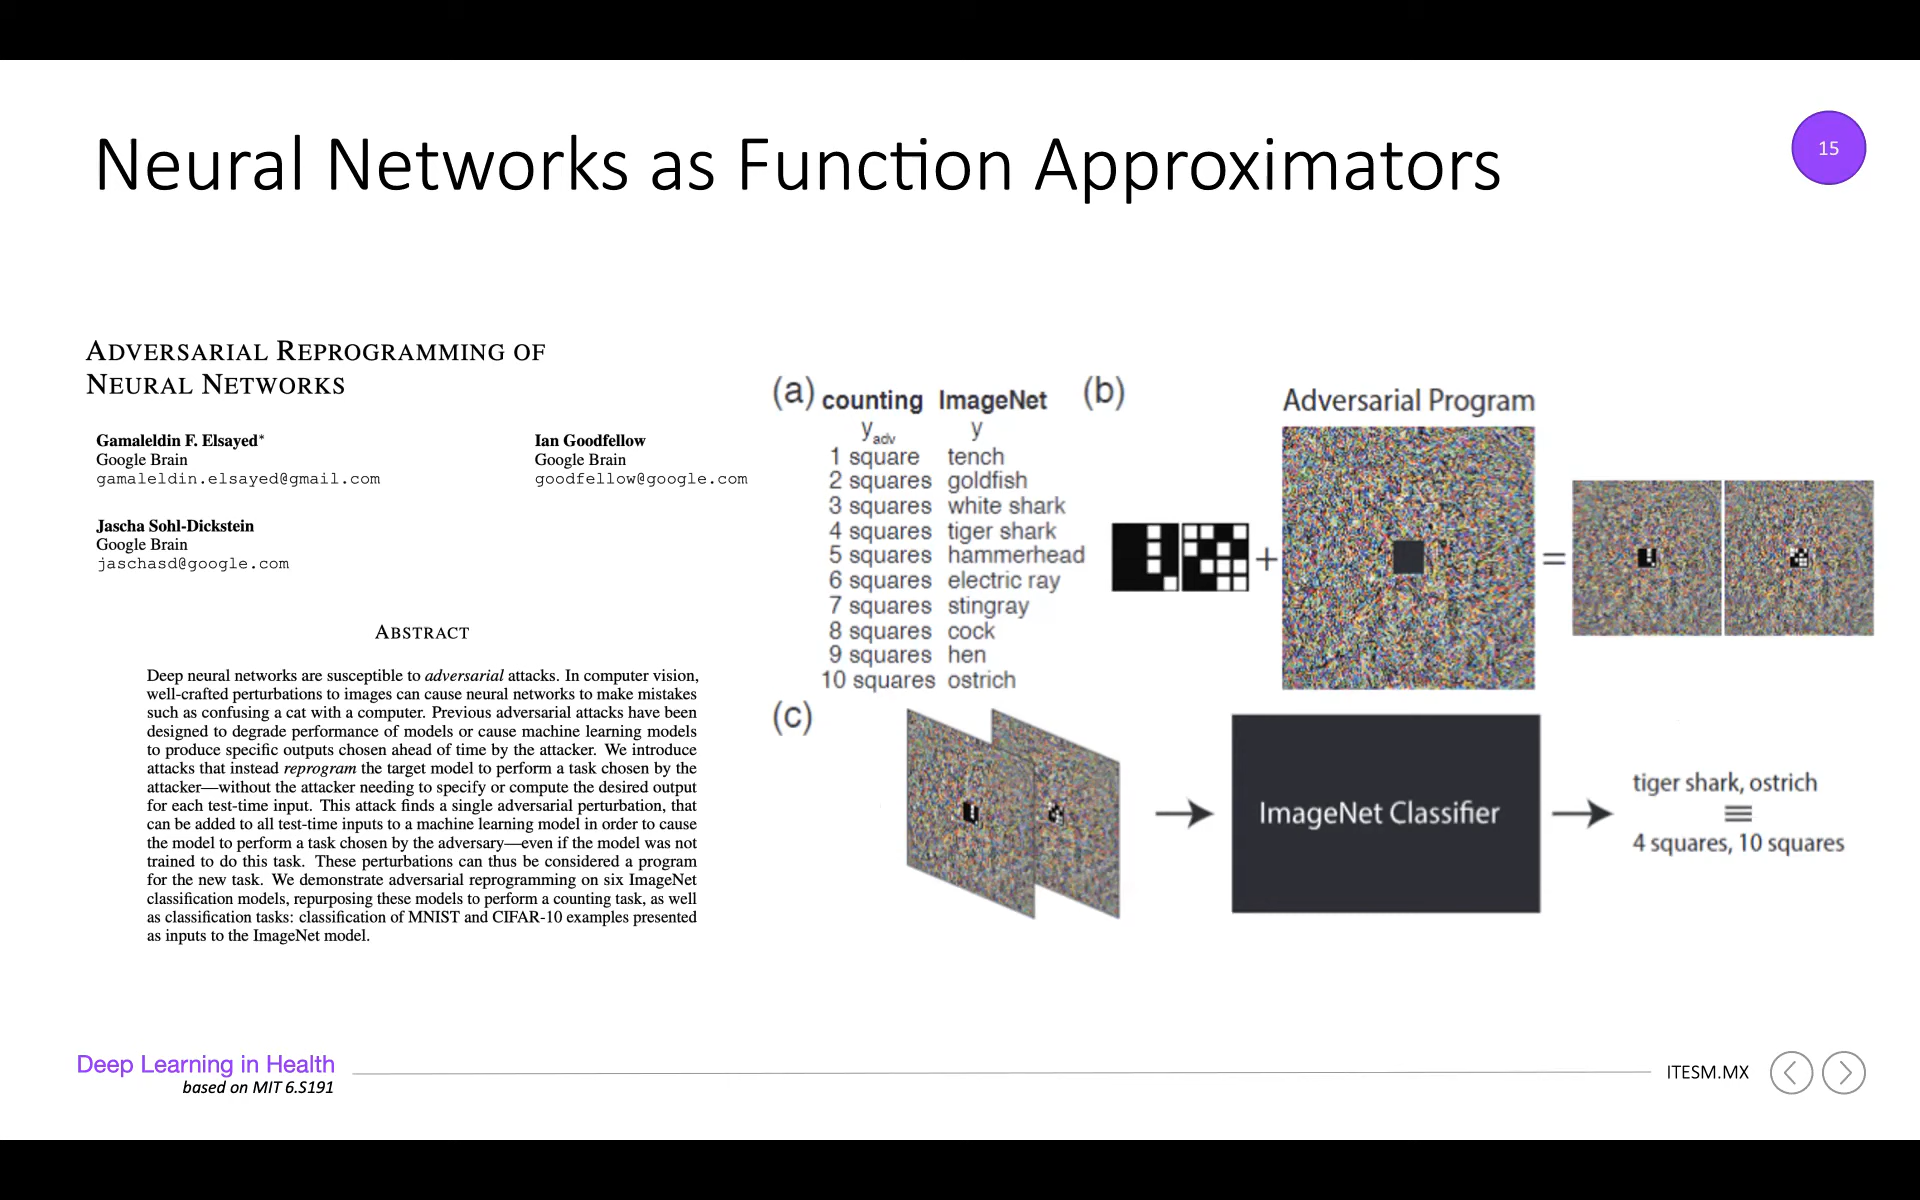 Neural Networks as Function Approximators
15
ADVERSARIAL REPROGRAMMING OF
NEURAL NETWORKS
Gamaleldin F. Elsayed*
Google Brain
gamaleldin.elsayed@gmail.com
Ian Goodfellow
Google Brain
goodfellow@google.com
Jascha Sohl-Dickstein
Google Brain
jaschasd@google.com
ABSTRACT
Deep neural networks are susceptible to adversarial attacks. In computer vision,
well-crafted perturbations to images can cause neural networks to make mistakes
such as confusing a cat with a computer. Previous adversarial attacks have been
designed to degrade performance of models or cause machine learning models
to produce specific outputs chosen ahead of time by the attacker. We introduce
attacks that instead reprogram the target model to perform a task chosen by the
attacker—without the attacker needing to specify or compute the desired output
for each test-time input. This attack finds a single adversarial perturbation, that
can be added to all test-time inputs to a machine learning model in order to cause
the model to perform a task chosen by the adversary—even if the model was not
trained to do this task. These perturbations can thus be considered a program
for the new task. We demonstrate adversarial reprogramming on six ImageNet
classification models, repurposing these models to perform a counting task, as well
as classification tasks: classification of MNIST and CIFAR-10 examples presented
as inputs to the ImageNet model.
(a) counting ImageNet
y_adv y
1 square tench
2 squares goldfish
3 squares white shark
4 squares tiger shark
5 squares hammerhead
6 squares electric ray
7 squares stingray
8 squares cock
9 squares hen
10 squares ostrich
(b)
Adversarial Program
+ =
(c)
ImageNet Classifier
tiger shark, ostrich
≡
4 squares, 10 squares
Deep Learning in Health
based on MIT 6.S191
ITESM.MX